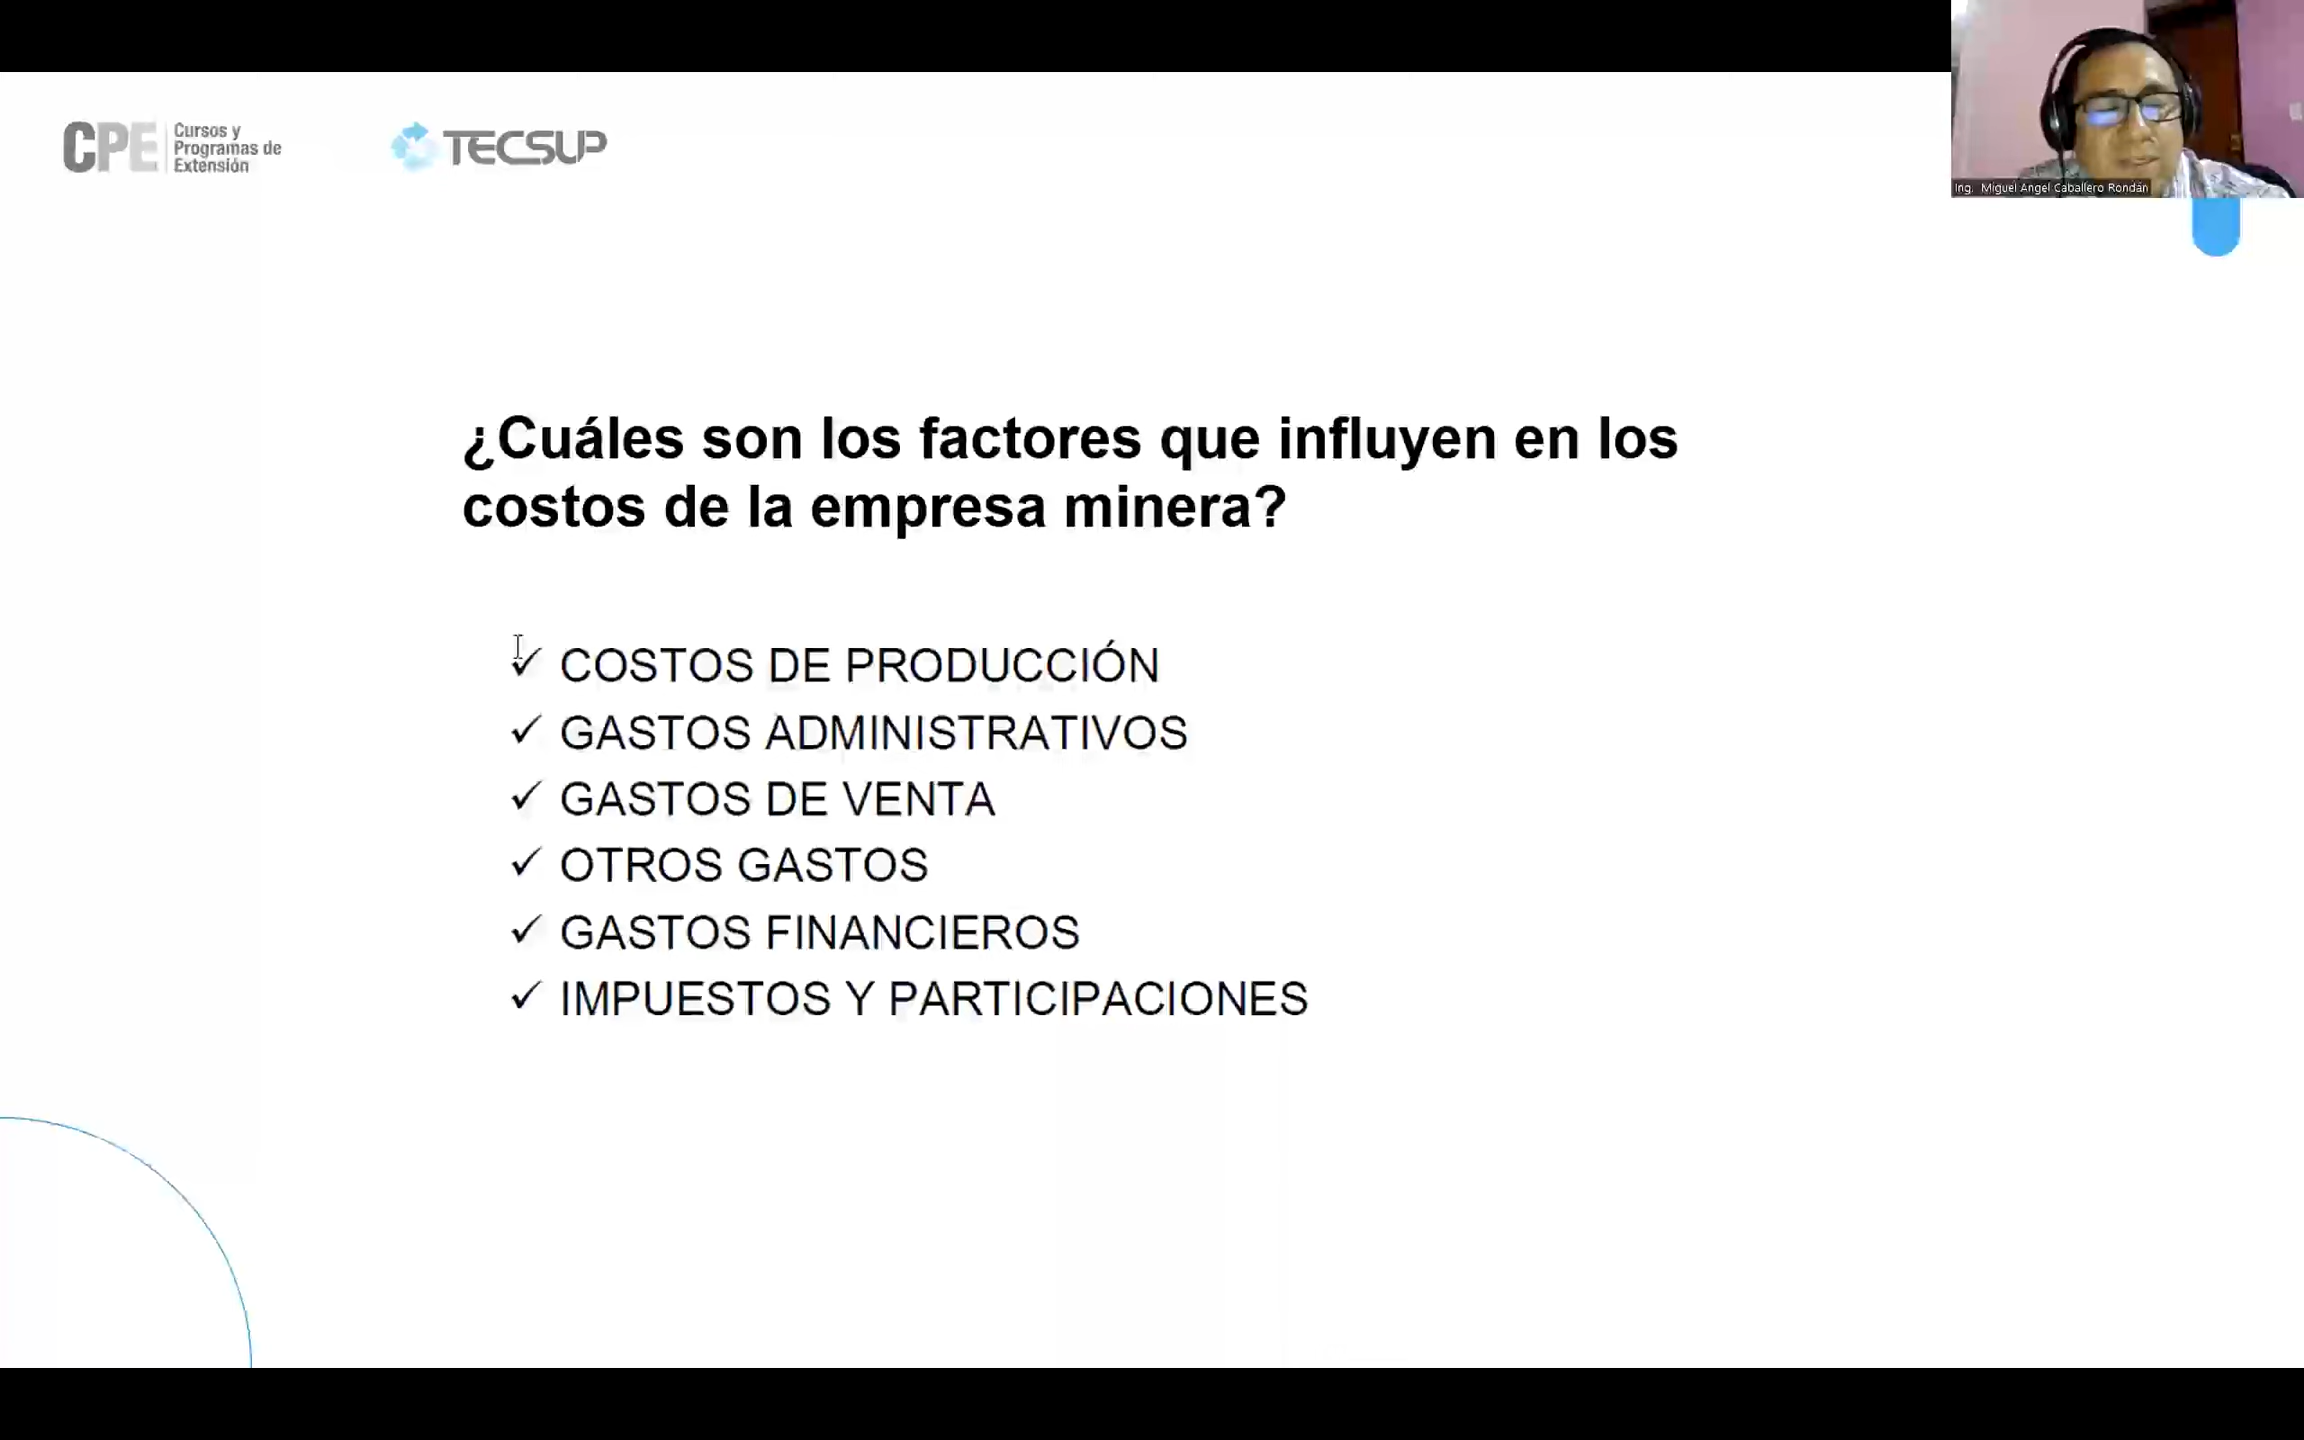 CPE
Cursos y
Programas de
Extensión
TECSUP
Ing. Miguel Angel Caballero Rondán
¿Cuáles son los factores que influyen en los
costos de la empresa minera?
✓ COSTOS DE PRODUCCIÓN
✓ GASTOS ADMINISTRATIVOS
✓ GASTOS DE VENTA
✓ OTROS GASTOS
✓ GASTOS FINANCIEROS
✓ IMPUESTOS Y PARTICIPACIONES